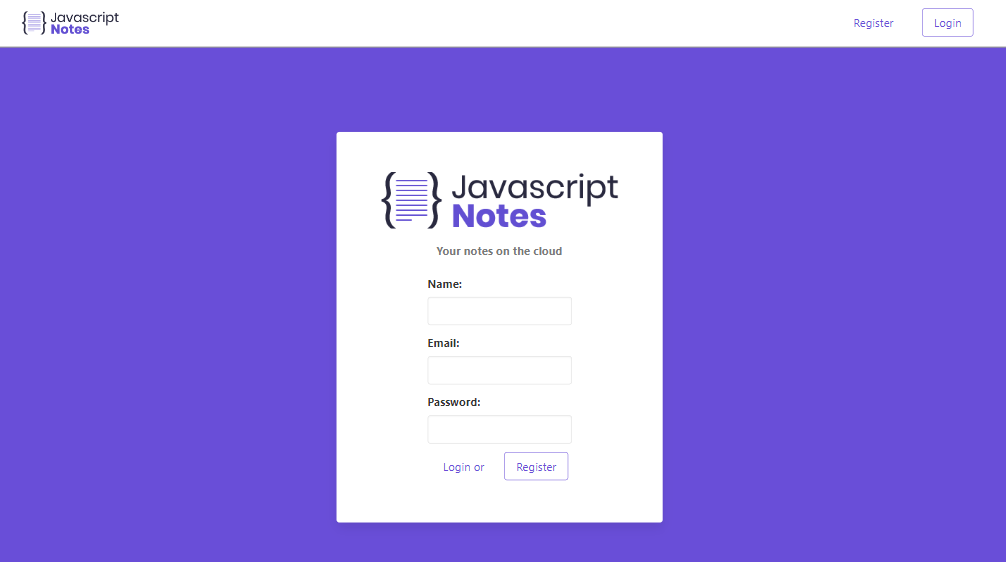 Javascript
Notes
Register
Login
Javascript
Notes
Your notes on the cloud
Name:
Email:
Password:
Login or
Register